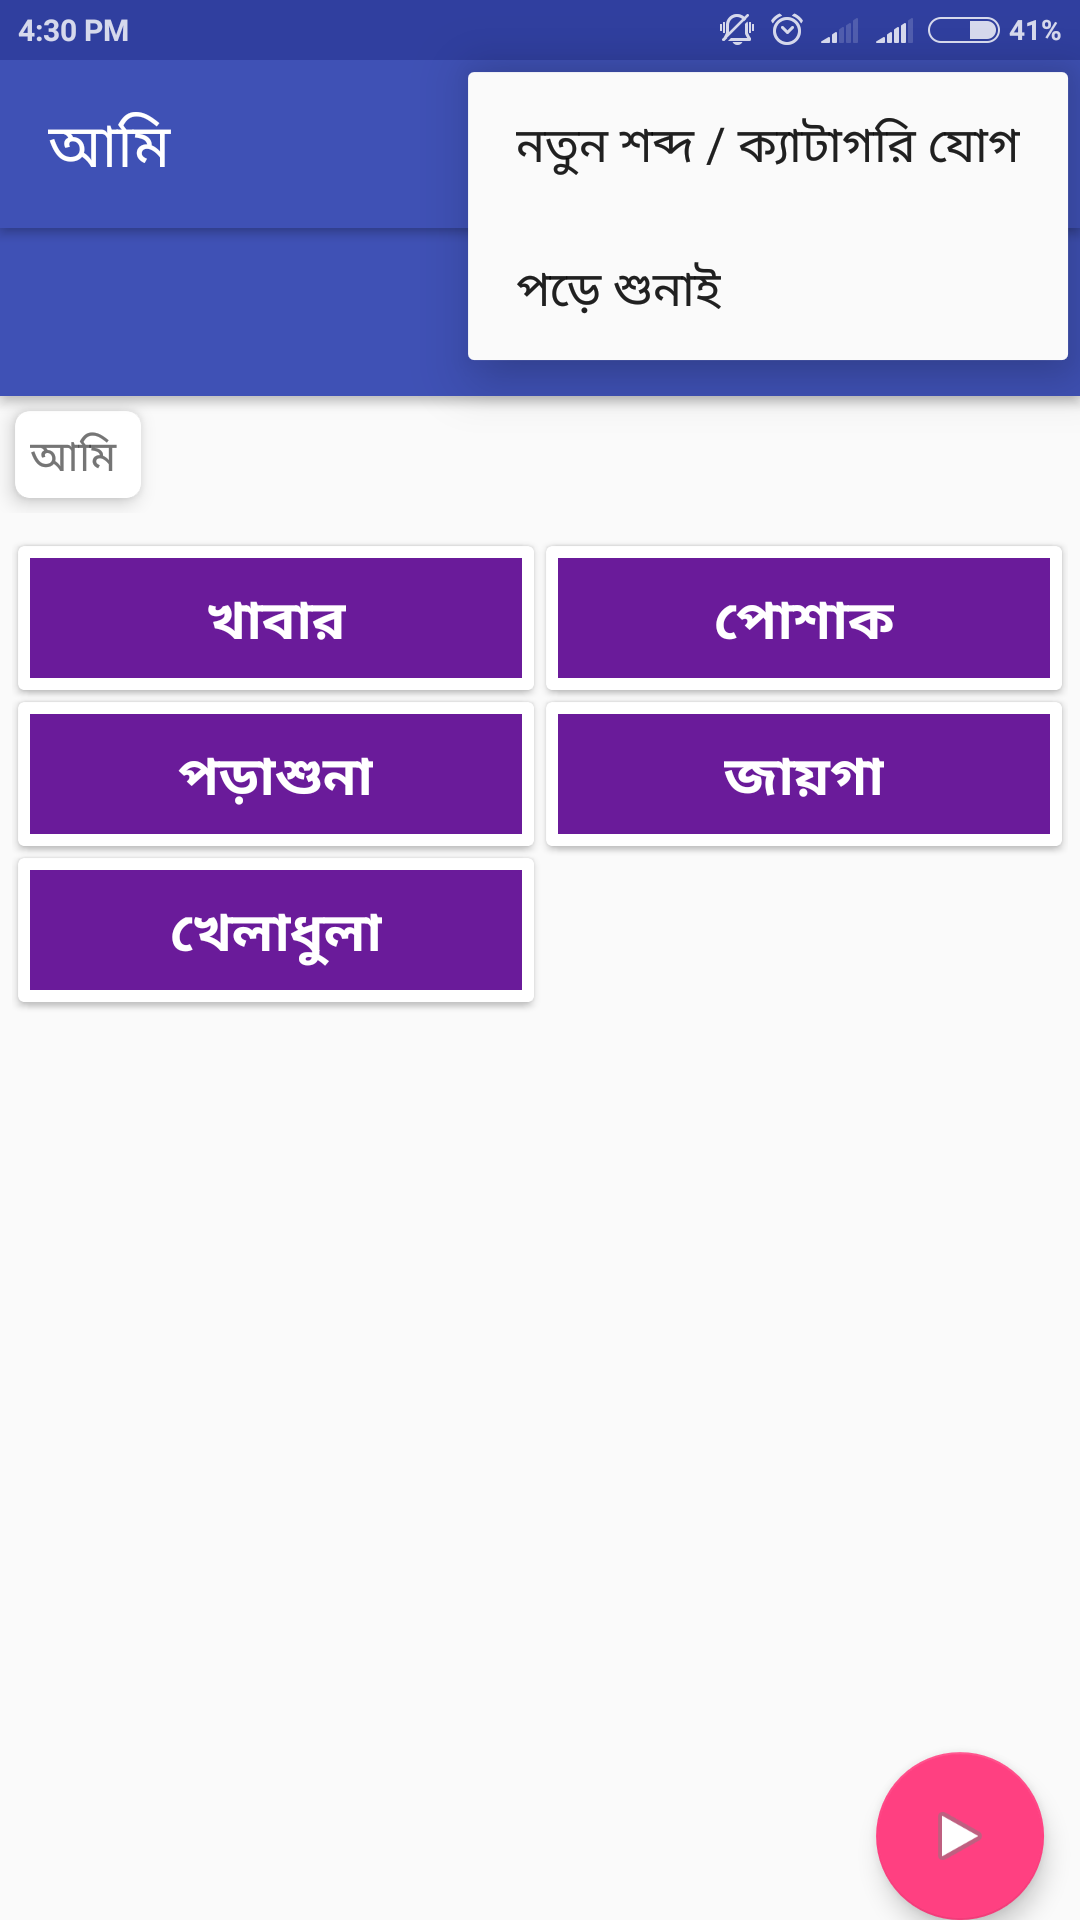 4:30 PM 41%
আমি
নতুন শব্দ / ক্যাটাগরি যোগ
পড়ে শুনাই
আমি
খাবার পোশাক
পড়াশুনা জায়গা
খেলাধুলা